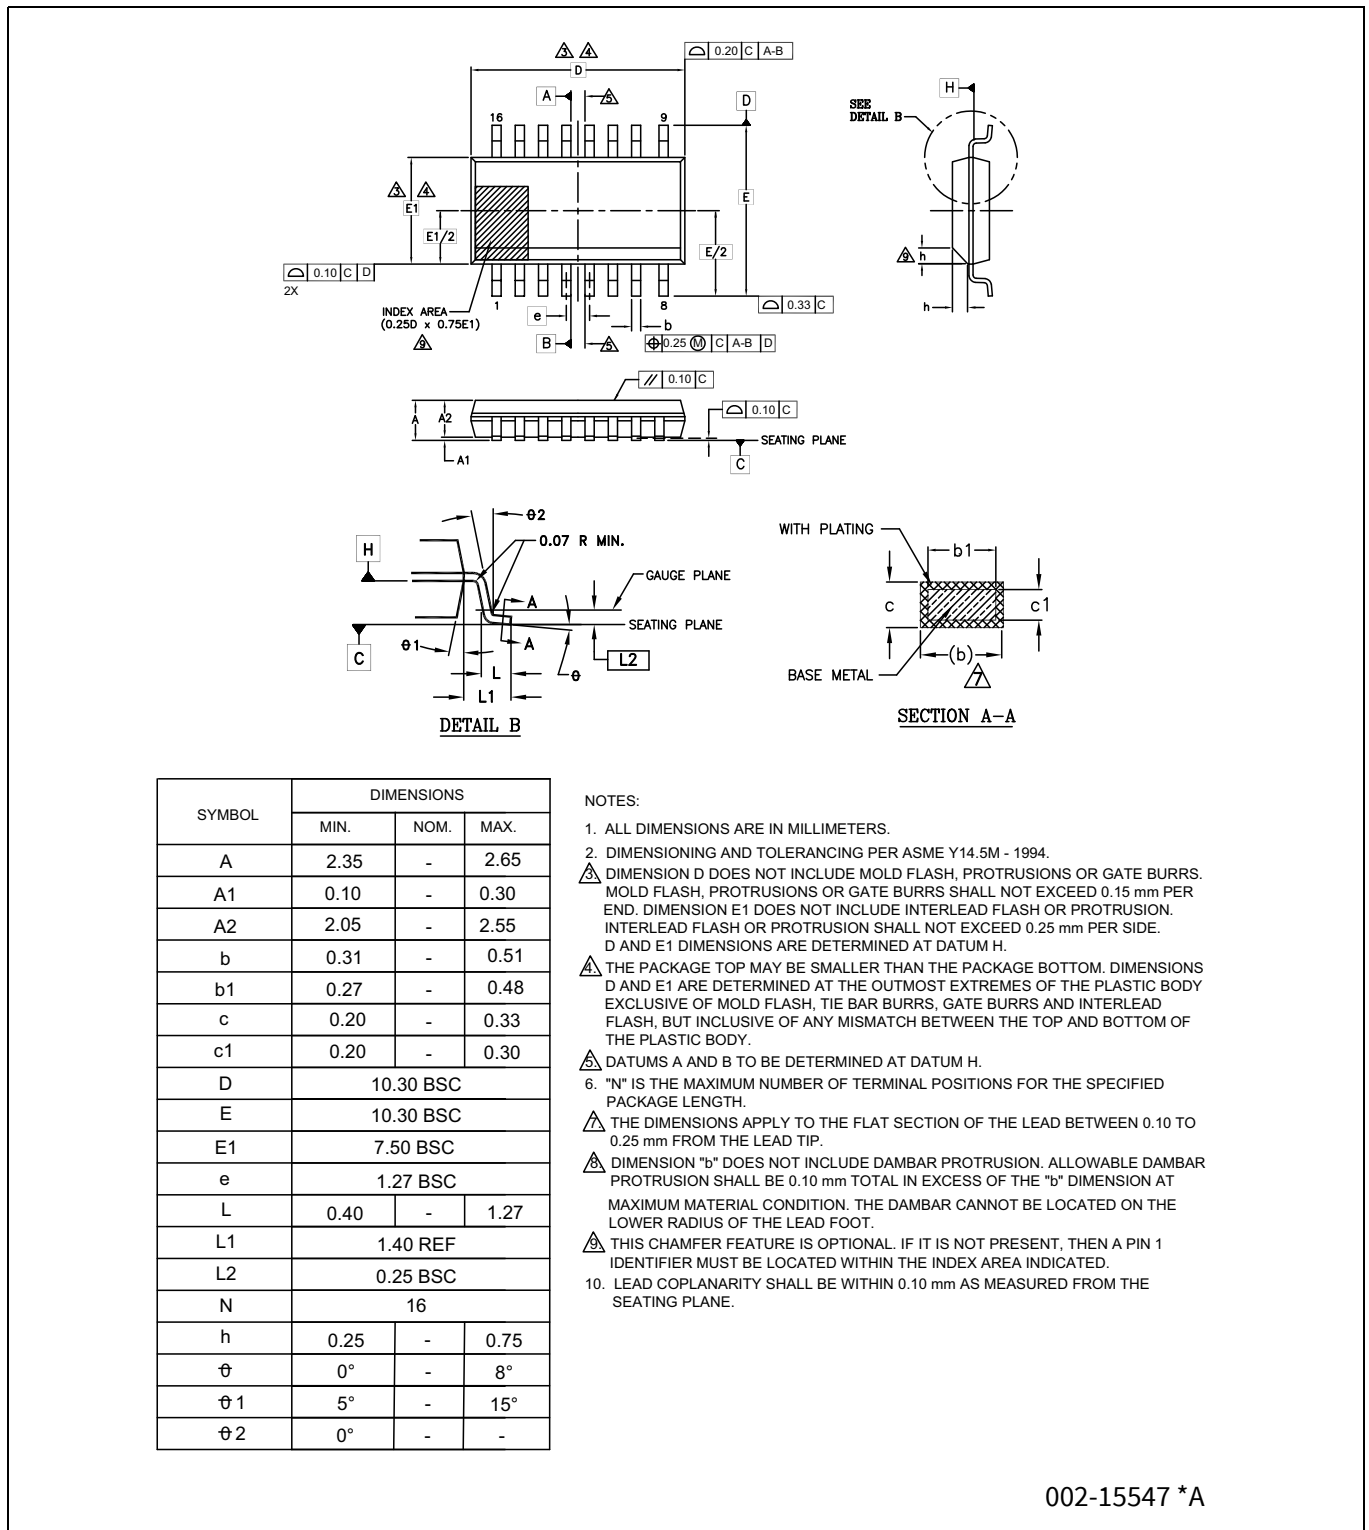 3 4
D
0.20 C A-B
A
5
D
16
9
H
SEE
DETAIL B
3 4
E1
E1/2
E
E/2
9 h
h
0.10 C D
2X
INDEX AREA
(0.25D x 0.75E1)
9
1
8
e
b
0.33 C
B
5
0.25 M C A-B D
// 0.10 C
A
A2
A1
0.10 C
SEATING PLANE
C
θ2
0.07 R MIN.
H
GAUGE PLANE
A
SEATING PLANE
C
θ1
A
L2
L
θ
L1
DETAIL B
WITH PLATING
b1
c
c1
BASE METAL
(b)
7
SECTION A-A
SYMBOL DIMENSIONS
MIN. NOM. MAX.
A 2.35 - 2.65
A1 0.10 - 0.30
A2 2.05 - 2.55
b 0.31 - 0.51
b1 0.27 - 0.48
c 0.20 - 0.33
c1 0.20 - 0.30
D 10.30 BSC
E 10.30 BSC
E1 7.50 BSC
e 1.27 BSC
L 0.40 - 1.27
L1 1.40 REF
L2 0.25 BSC
N 16
h 0.25 - 0.75
θ 0° - 8°
θ 1 5° - 15°
θ 2 0° - -
NOTES:
1. ALL DIMENSIONS ARE IN MILLIMETERS.
2. DIMENSIONING AND TOLERANCING PER ASME Y14.5M - 1994.
3. DIMENSION D DOES NOT INCLUDE MOLD FLASH, PROTRUSIONS OR GATE BURRS.
MOLD FLASH, PROTRUSIONS OR GATE BURRS SHALL NOT EXCEED 0.15 mm PER
END. DIMENSION E1 DOES NOT INCLUDE INTERLEAD FLASH OR PROTRUSION.
INTERLEAD FLASH OR PROTRUSION SHALL NOT EXCEED 0.25 mm PER SIDE.
D AND E1 DIMENSIONS ARE DETERMINED AT DATUM H.
4. THE PACKAGE TOP MAY BE SMALLER THAN THE PACKAGE BOTTOM. DIMENSIONS
D AND E1 ARE DETERMINED AT THE OUTMOST EXTREMES OF THE PLASTIC BODY
EXCLUSIVE OF MOLD FLASH, TIE BAR BURRS, GATE BURRS AND INTERLEAD
FLASH, BUT INCLUSIVE OF ANY MISMATCH BETWEEN THE TOP AND BOTTOM OF
THE PLASTIC BODY.
5. DATUMS A AND B TO BE DETERMINED AT DATUM H.
6. "N" IS THE MAXIMUM NUMBER OF TERMINAL POSITIONS FOR THE SPECIFIED
PACKAGE LENGTH.
7. THE DIMENSIONS APPLY TO THE FLAT SECTION OF THE LEAD BETWEEN 0.10 TO
0.25 mm FROM THE LEAD TIP.
8. DIMENSION "b" DOES NOT INCLUDE DAMBAR PROTRUSION. ALLOWABLE DAMBAR
PROTRUSION SHALL BE 0.10 mm TOTAL IN EXCESS OF THE "b" DIMENSION AT
MAXIMUM MATERIAL CONDITION. THE DAMBAR CANNOT BE LOCATED ON THE
LOWER RADIUS OF THE LEAD FOOT.
9. THIS CHAMFER FEATURE IS OPTIONAL. IF IT IS NOT PRESENT, THEN A PIN 1
IDENTIFIER MUST BE LOCATED WITHIN THE INDEX AREA INDICATED.
10. LEAD COPLANARITY SHALL BE WITHIN 0.10 mm AS MEASURED FROM THE
SEATING PLANE.
002-15547 *A